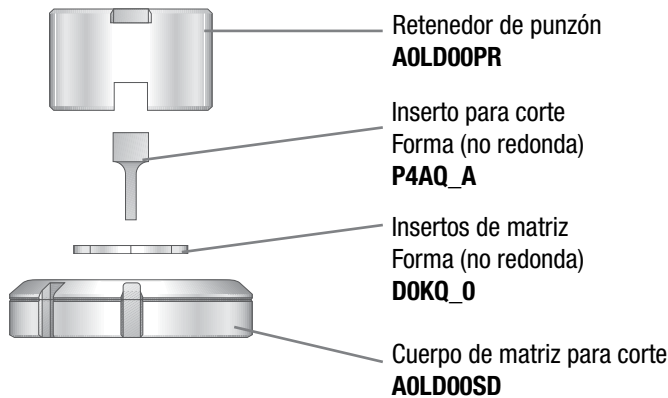 Retenedor de punzón
A0LD00PR
Inserto para corte
Forma (no redonda)
P4AQ_A
Insertos de matriz
Forma (no redonda)
D0KQ_0
Cuerpo de matriz para corte
A0LD00SD